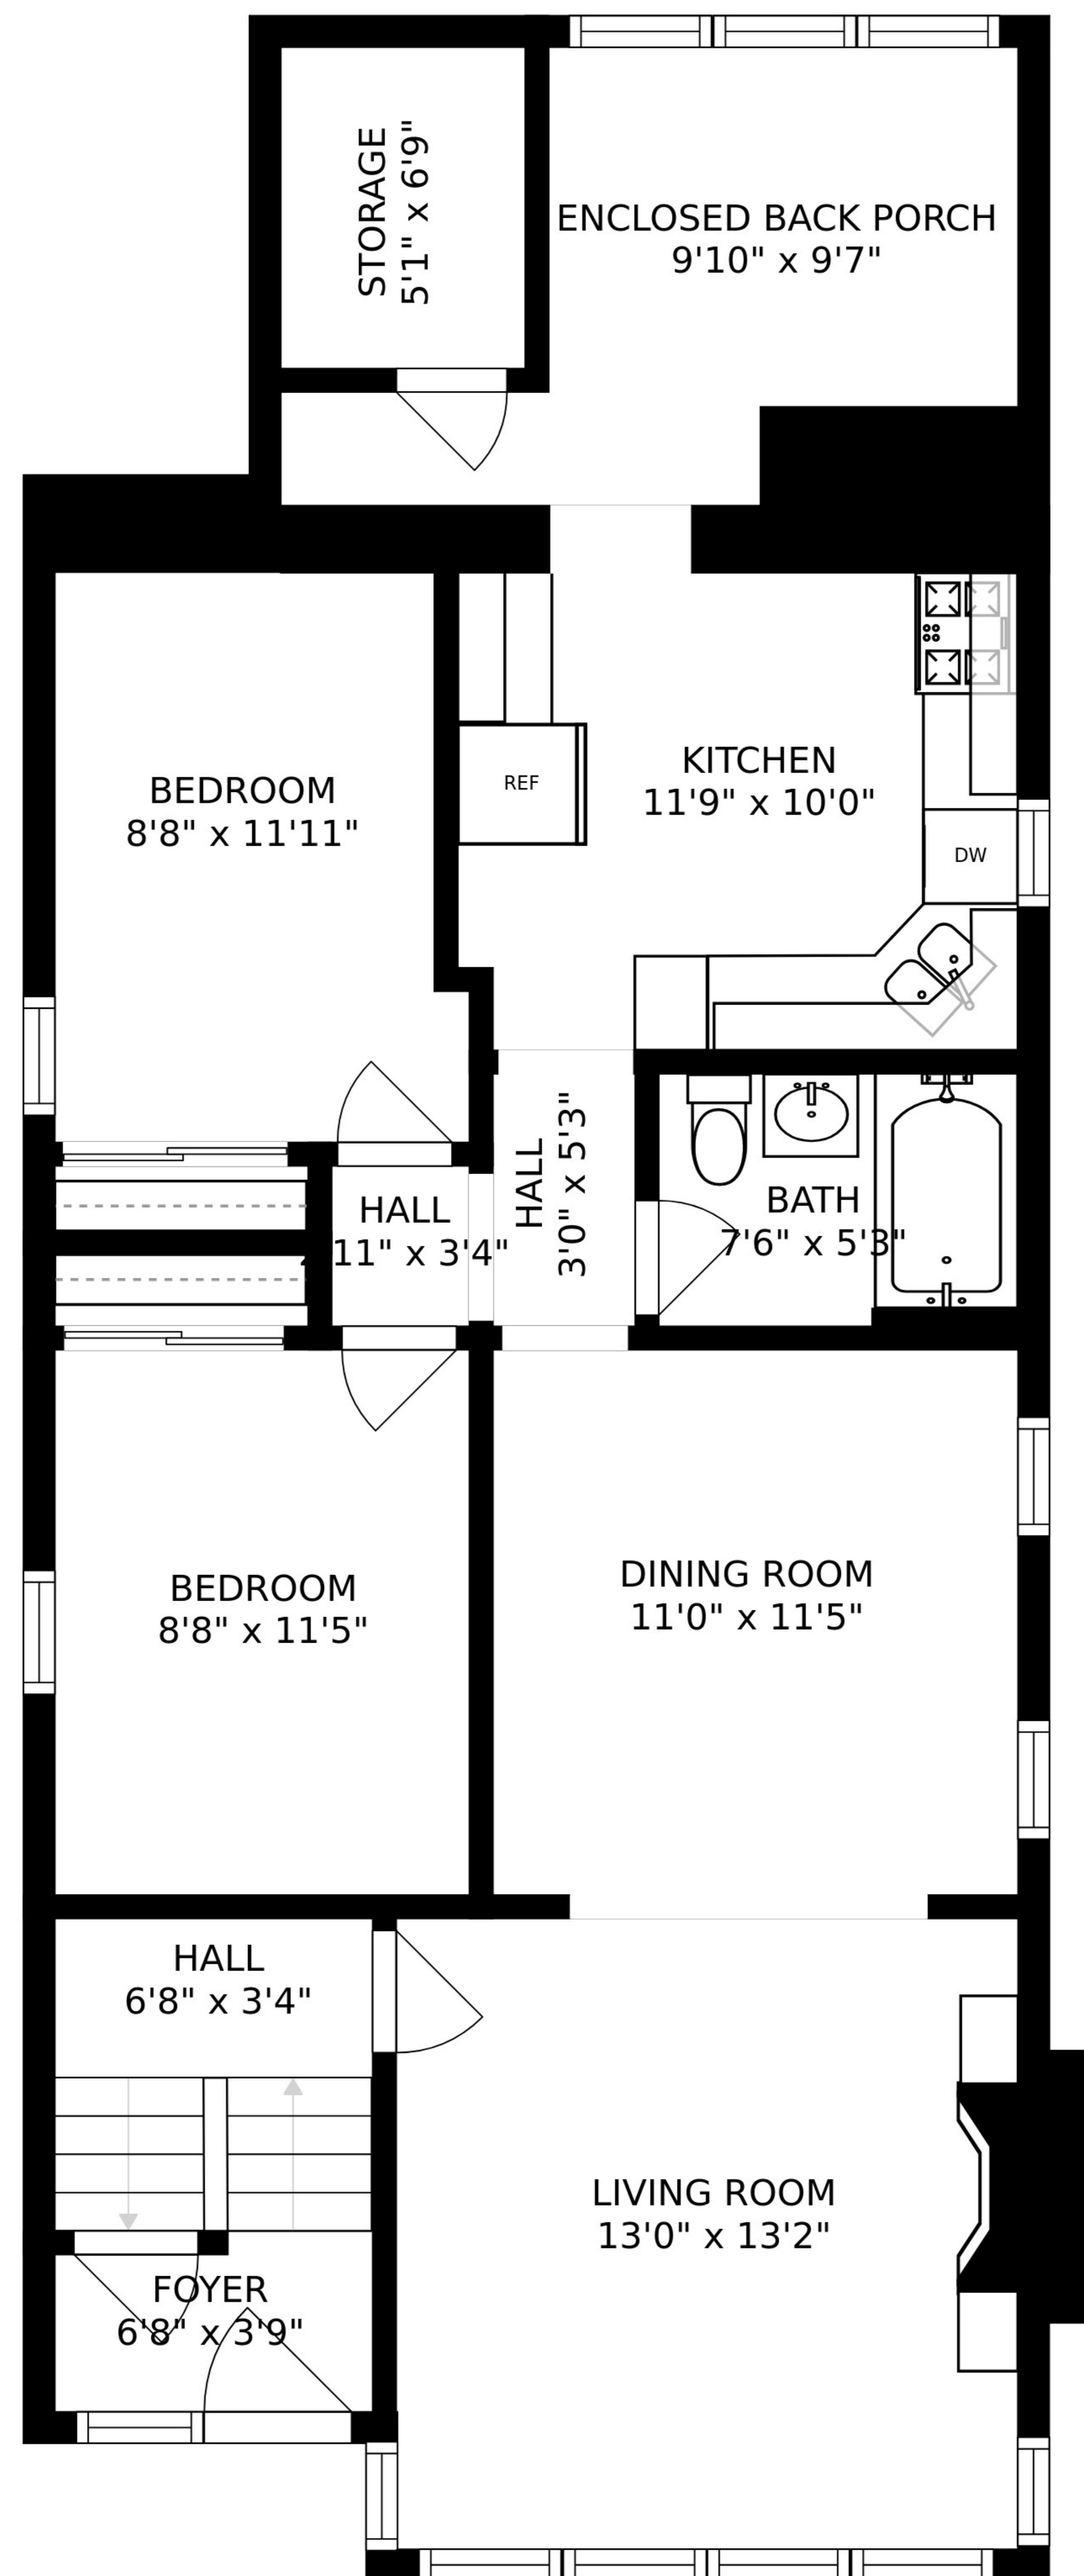 STORAGE
5'1" x 6'9"
ENCLOSED BACK PORCH
9'10" x 9'7"
BEDROOM
8'8" x 11'11"
REF
KITCHEN
11'9" x 10'0"
DW
HALL
11" x 3'4"
HALL
3'0" x 5'3"
BATH
7'6" x 5'3"
BEDROOM
8'8" x 11'5"
DINING ROOM
11'0" x 11'5"
HALL
6'8" x 3'4"
LIVING ROOM
13'0" x 13'2"
FOYER
6'8" x 3'9"